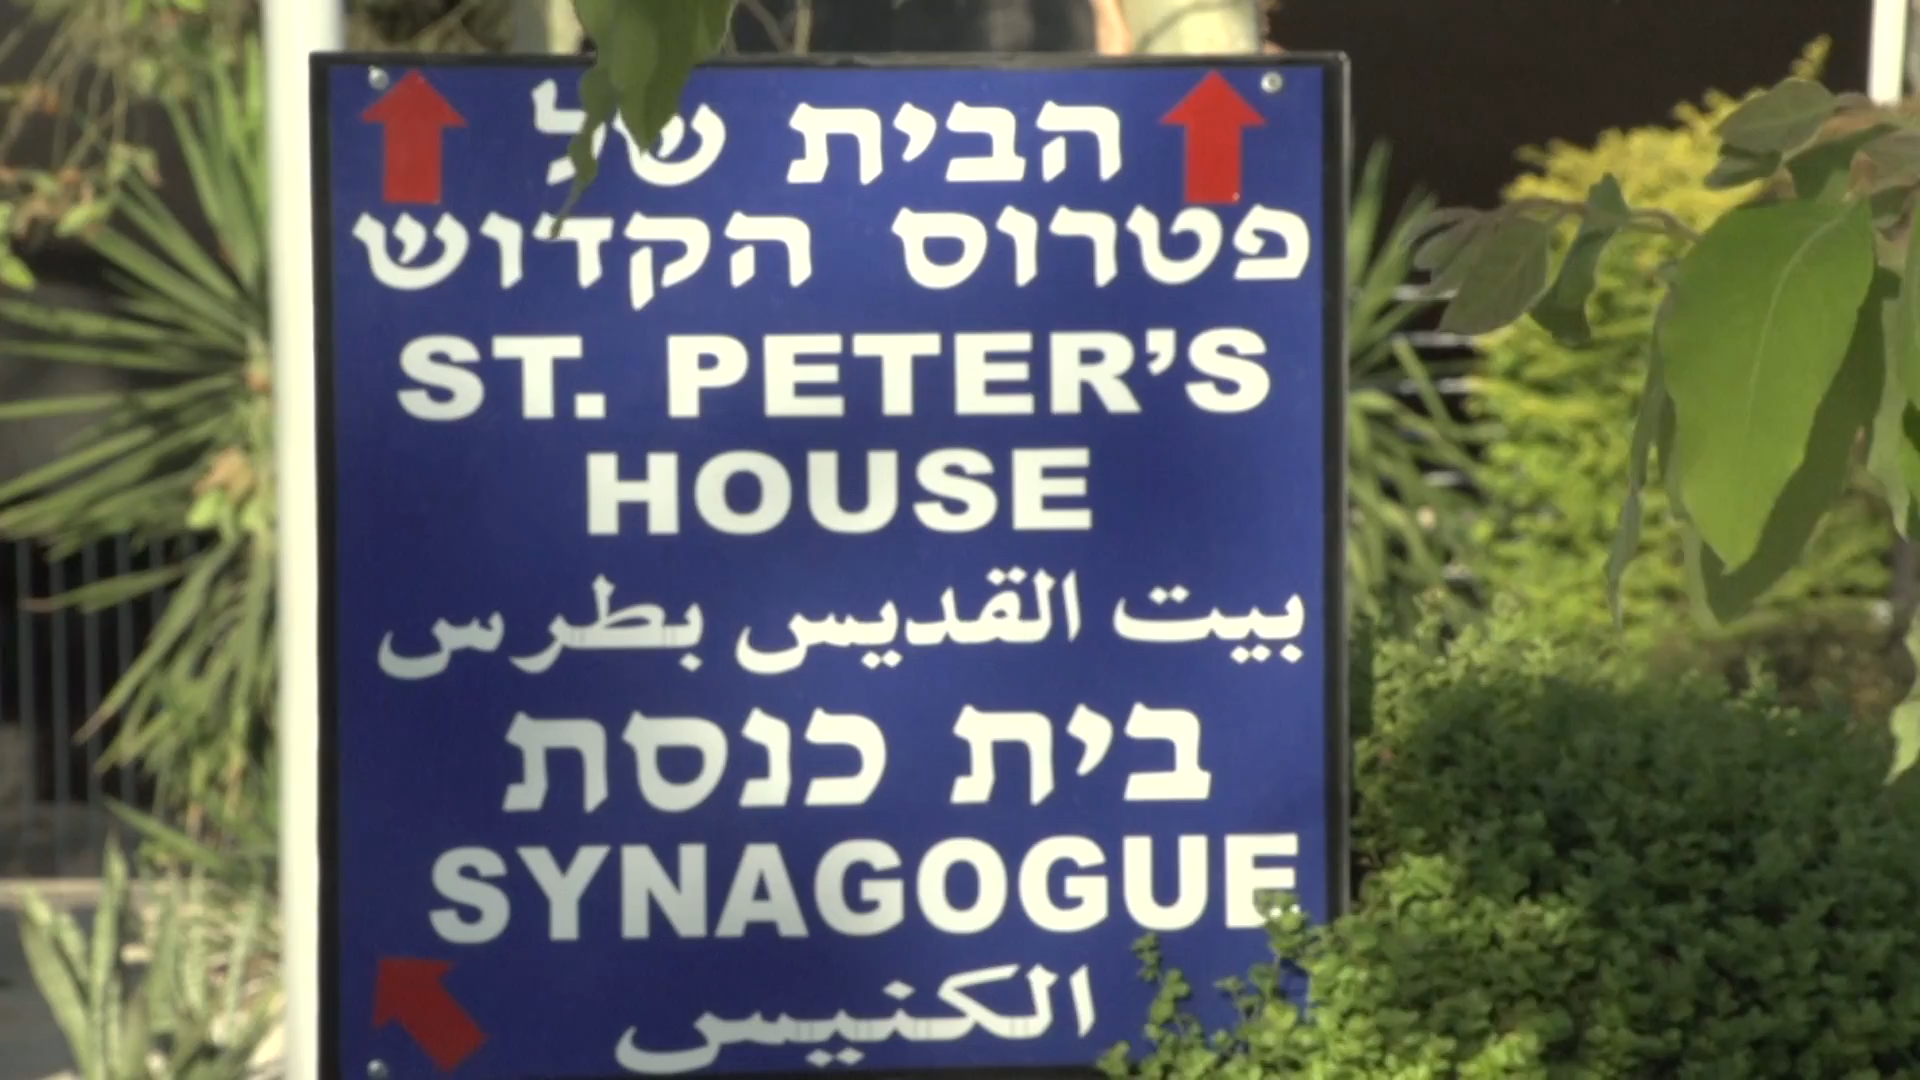 הבית של
פטרוס הקדוש
ST. PETER'S
HOUSE
بيت القديس بطرس
בית כנסת
SYNAGOGUE
الكنيس